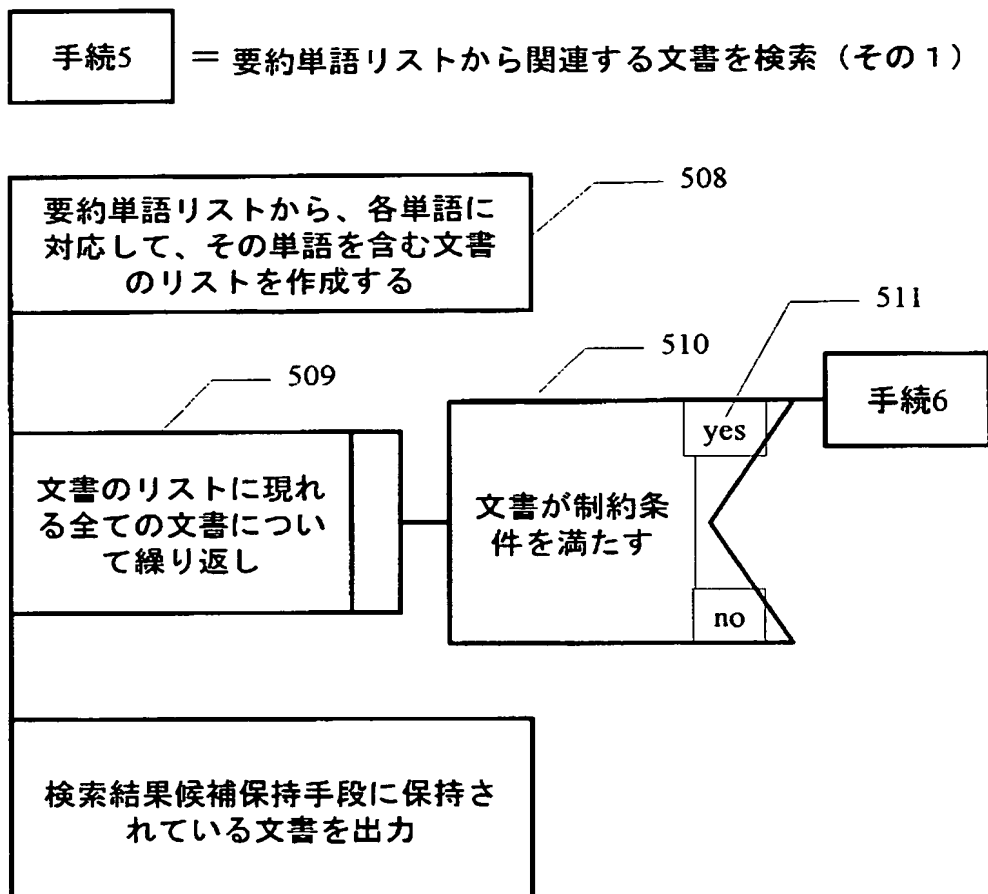 手続5 = 要約単語リストから関連する文書を検索(その1)
508
要約単語リストから、各単語に
対応して、その単語を含む文書
のリストを作成する
511
510
509
手続6
yes
文書のリストに現れ
る全ての文書につい
て繰り返し
文書が制約条
件を満たす
no
検索結果候補保持手段に保持さ
れている文書を出力